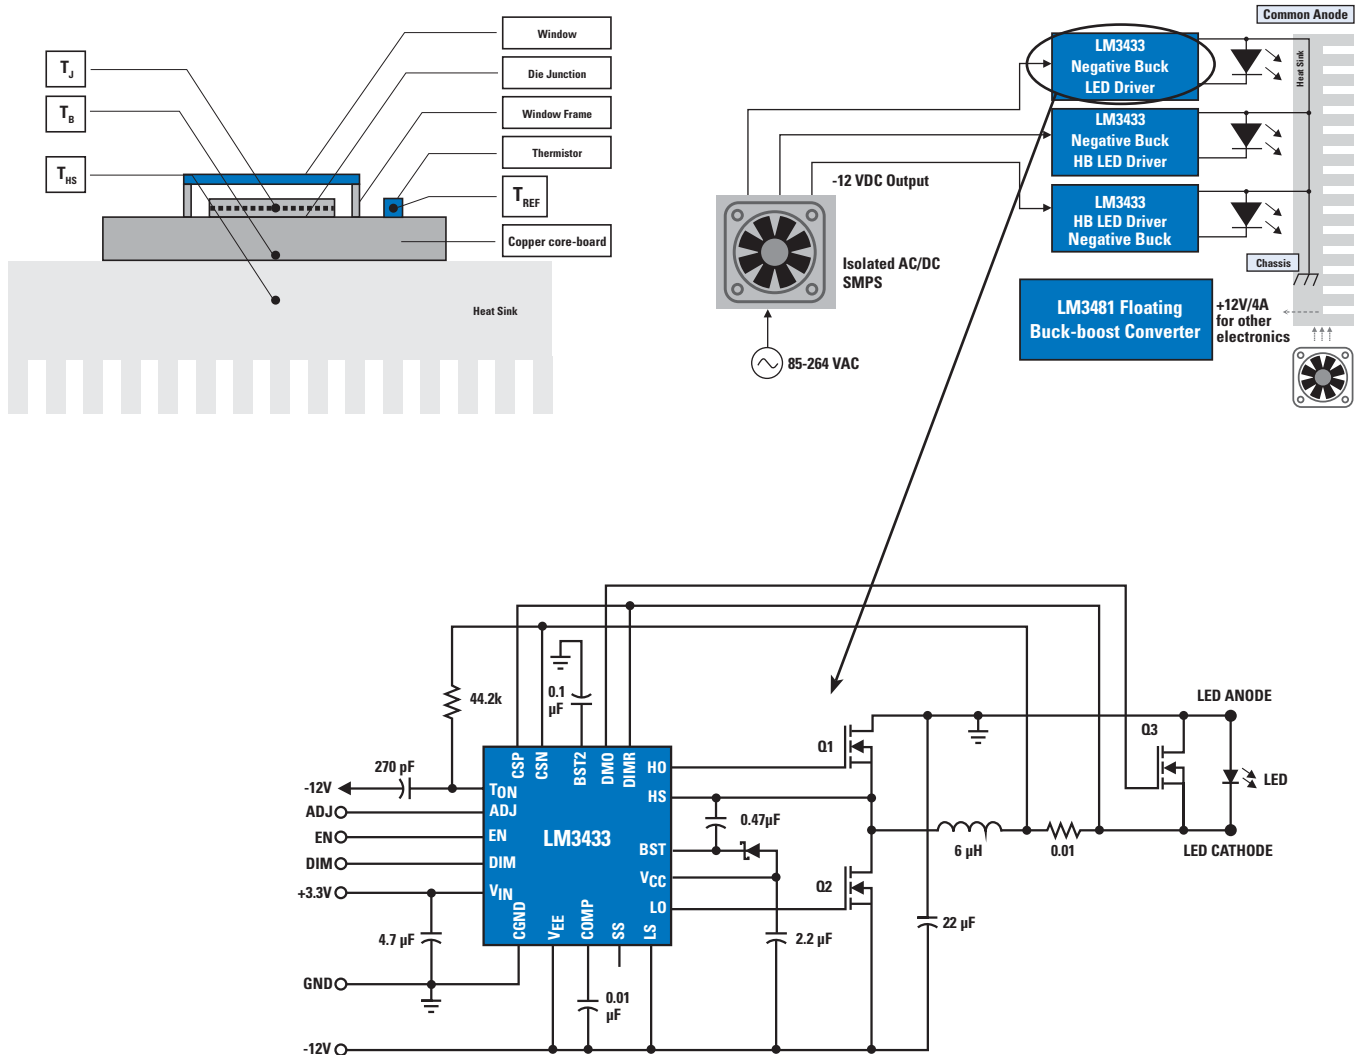 Window
Die Junction
Window Frame
Thermistor
TREF
Copper core-board
TJ
TB
THS
Heat Sink
Common Anode
LM3433
Negative Buck
LED Driver
LM3433
Negative Buck
HB LED Driver
LM3433
HB LED Driver
Negative Buck
Heat Sink
-12 VDC Output
Isolated AC/DC
SMPS
85-264 VAC
Chassis
LM3481 Floating
Buck-boost Converter
+12V/4A
for other
electronics
44.2k
0.1
µF
270 pF
-12V
ADJ
EN
DIM
+3.3V
4.7 µF
GND
-12V
CSP
CSN
BST2
DMO
DIMR
TON
ADJ
EN
DIM
VIN
LM3433
HO
HS
BST
VCC
LO
CGND
VEE
COMP
SS
LS
0.01
µF
0.47µF
2.2 µF
Q1
Q2
22 µF
6 µH
0.01
Q3
LED ANODE
LED
LED CATHODE